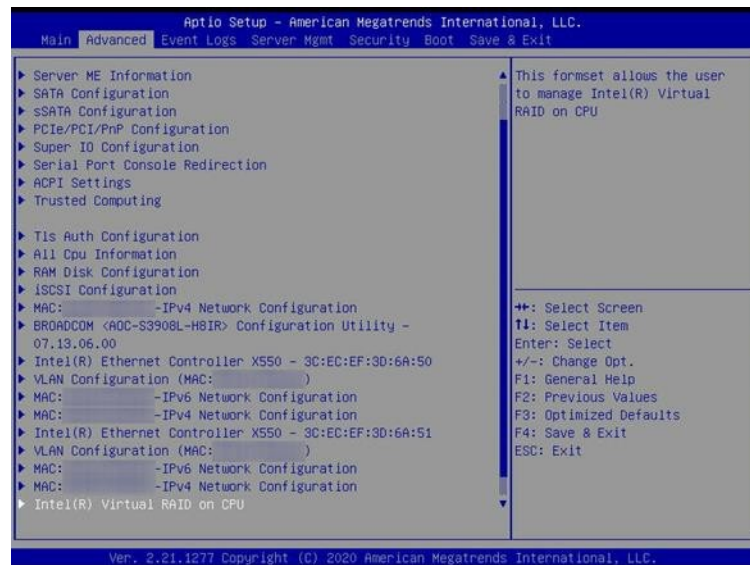 Aptio Setup – American Megatrends International, LLC.
Main Advanced Event Logs Server Mgmt Security Boot Save & Exit
▶ Server ME Information
▶ SATA Configuration
▶ sSATA Configuration
▶ PCIe/PCI/PnP Configuration
▶ Super IO Configuration
▶ Serial Port Console Redirection
▶ ACPI Settings
▶ Trusted Computing
▶ Tls Auth Configuration
▶ All Cpu Information
▶ RAM Disk Configuration
▶ iSCSI Configuration
▶ MAC: -IPv4 Network Configuration
▶ BROADCOM <AOC-S3908L-H8IR> Configuration Utility –
07.13.06.00
▶ Intel(R) Ethernet Controller X550 – 3C:EC:EF:3D:6A:50
▶ VLAN Configuration (MAC: )
▶ MAC: -IPv6 Network Configuration
▶ MAC: -IPv4 Network Configuration
▶ Intel(R) Ethernet Controller X550 – 3C:EC:EF:3D:6A:51
▶ VLAN Configuration (MAC: )
▶ MAC: -IPv6 Network Configuration
▶ MAC: -IPv4 Network Configuration
▶ Intel(R) Virtual RAID on CPU
This formset allows the user
to manage Intel(R) Virtual
RAID on CPU
→←: Select Screen
↑↓: Select Item
Enter: Select
+/-: Change Opt.
F1: General Help
F2: Previous Values
F3: Optimized Defaults
F4: Save & Exit
ESC: Exit
Ver. 2.21.1277 Copyright (C) 2020 American Megatrends International, LLC.